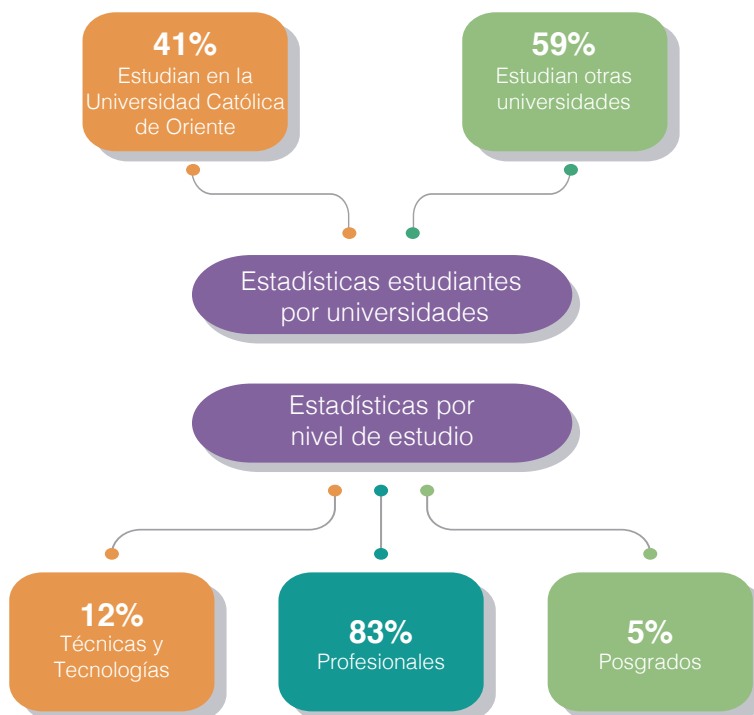 41%
Estudian en la
Universidad Católica
de Oriente
59%
Estudian otras
universidades
Estadísticas estudiantes
por universidades
Estadísticas por
nivel de estudio
12%
Técnicas y
Tecnologías
83%
Profesionales
5%
Posgrados